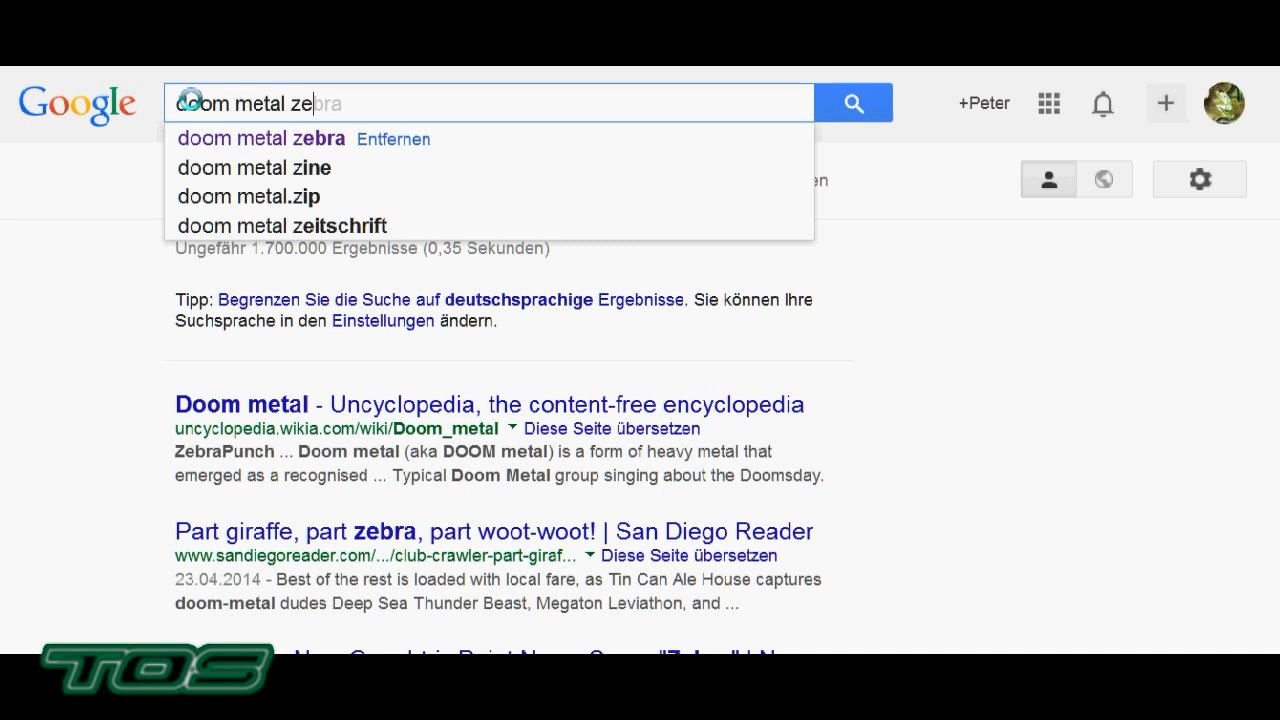 Google
doom metal zebra
+Peter
doom metal zebra Entfernen
doom metal zine
doom metal.zip
en
doom metal zeitschrift
Ungefähr 1.700.000 Ergebnisse (0,35 Sekunden)
Tipp: Begrenzen Sie die Suche auf deutschsprachige Ergebnisse. Sie können Ihre
Suchsprache in den Einstellungen ändern.
Doom metal - Uncyclopedia, the content-free encyclopedia
uncyclopedia.wikia.com/wiki/Doom_metal Diese Seite übersetzen
ZebraPunch ... Doom metal (aka DOOM metal) is a form of heavy metal that
emerged as a recognised ... Typical Doom Metal group singing about the Doomsday.
Part giraffe, part zebra, part woot-woot! | San Diego Reader
www.sandiegoreader.com/.../club-crawler-part-giraf... Diese Seite übersetzen
23.04.2014 - Best of the rest is loaded with local fare, as Tin Can Ale House captures
doom-metal dudes Deep Sea Thunder Beast, Megaton Leviathon, and ...
TOS